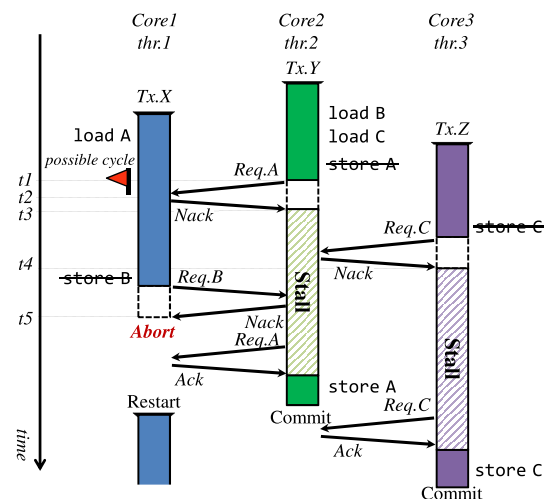 Core1 Core2 Core3
thr.1 thr.2 thr.3
Tx.Y
Tx.X
load B
load A
load C
Tx.Z
possible cycle
store A
Req.A
t1
t2
t3
Nack
Req.C
store C
t4
Nack
store B
Req.B
Stall
t5
Nack
Abort
Req.A
Stall
Ack
store A
Restart
Commit
Req.C
time
Ack
store C
Commit